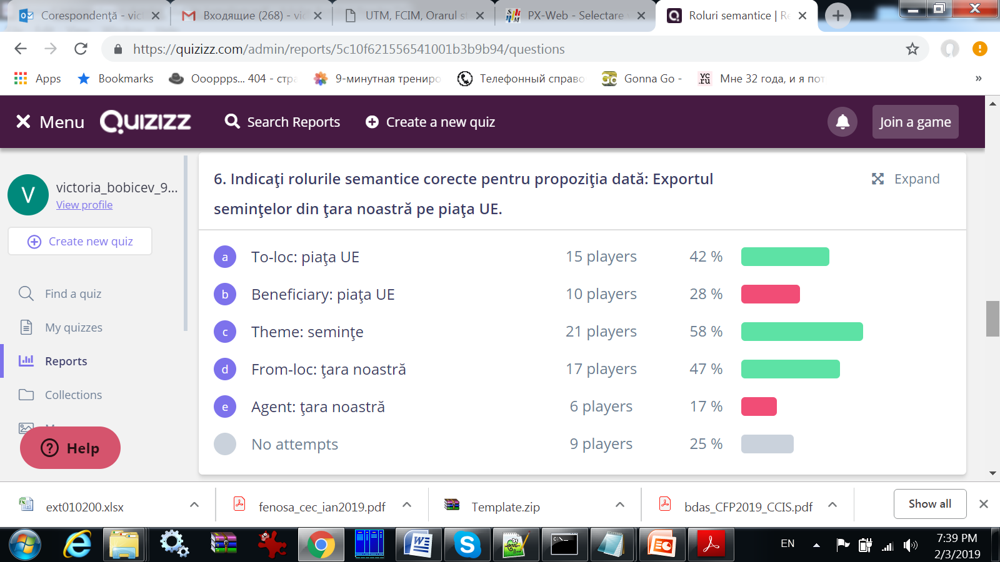 Corespondenţă - vict
Входящие (268) - vic
UTM, FCIM, Orarul st
PX-Web - Selectare v
Roluri semantice | Re
https://quizizz.com/admin/reports/5c10f621556541001b3b9b94/questions
Apps
Bookmarks
Oooppps... 404 - стра
9-минутная трениро
Телефонный справо
Gonna Go -
vc.ru
Мне 32 года, и я пот
»
Menu
QUIZIZZ
Search Reports
Create a new quiz
Join a game
V
victoria_bobicev_9...
View profile
Create new quiz
Find a quiz
My quizzes
Reports
Collections
Help
6. Indicaţi rolurile semantice corecte pentru propoziţia dată: Exportul
seminţelor din ţara noastră pe piaţa UE.
Expand
a To-loc: piaţa UE 15 players 42 %
b Beneficiary: piaţa UE 10 players 28 %
c Theme: seminţe 21 players 58 %
d From-loc: ţara noastră 17 players 47 %
e Agent: ţara noastră 6 players 17 %
No attempts 9 players 25 %
ext010200.xlsx
fenosa_cec_ian2019.pdf
Template.zip
bdas_CFP2019_CCIS.pdf
Show all
EN
7:39 PM
2/3/2019